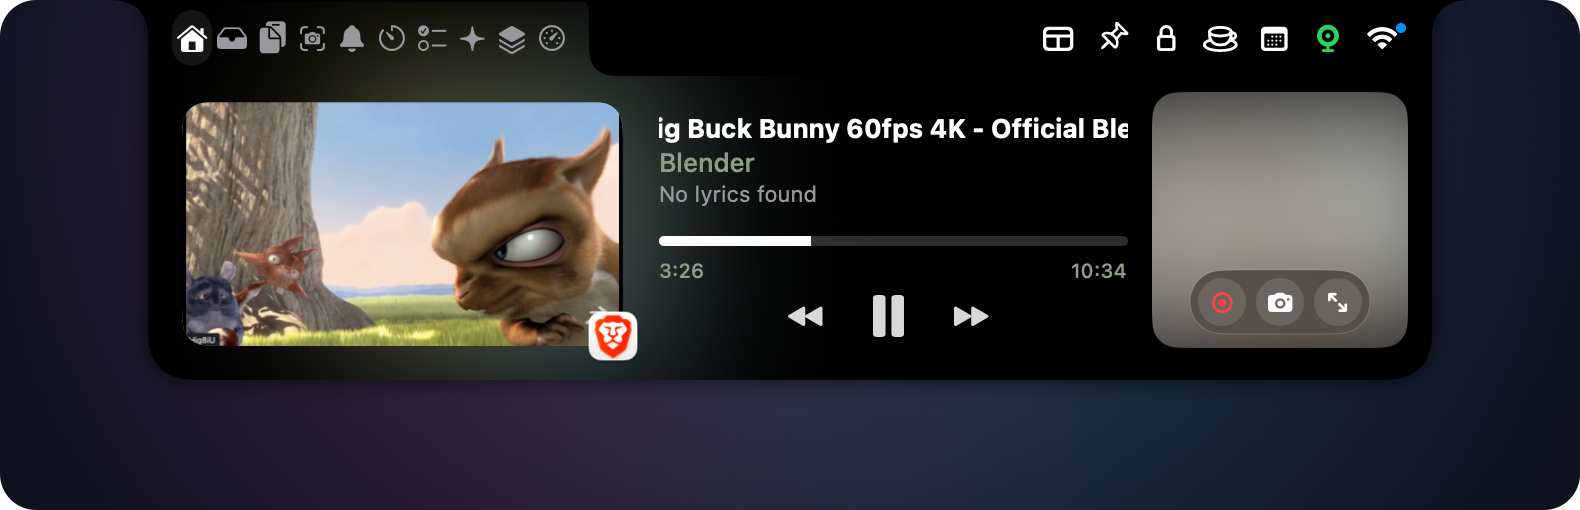 ig Buck Bunny 60fps 4K - Official Ble
Blender
No lyrics found
3:26
10:34